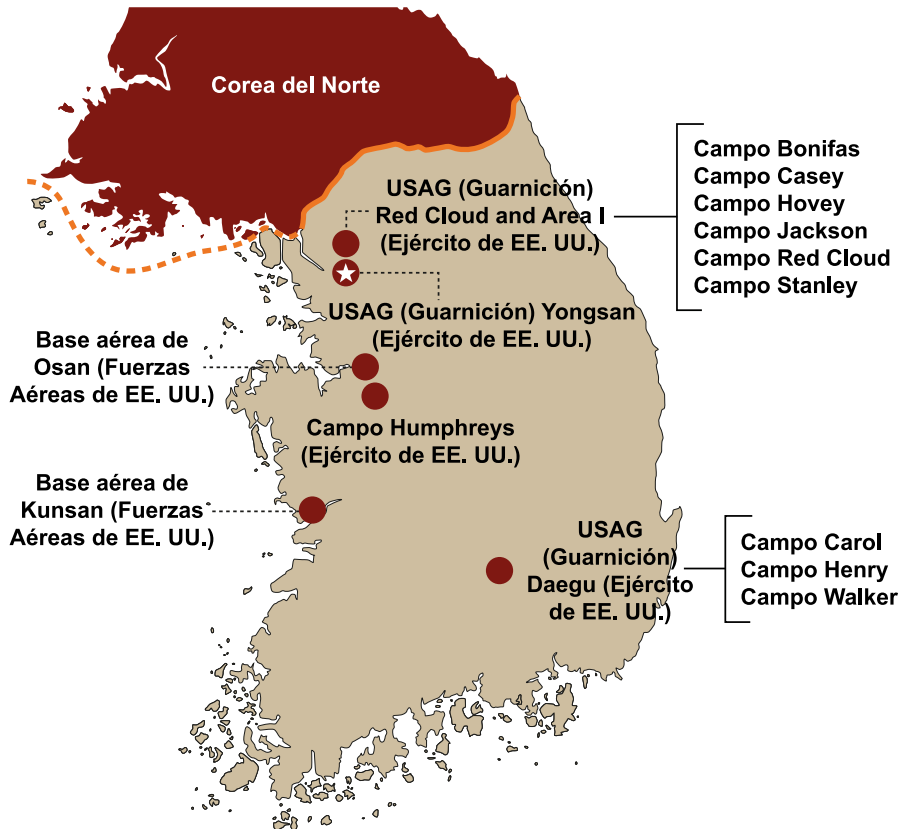 Corea del Norte
USAG (Guarnición)
Red Cloud and Area I
(Ejército de EE. UU.)
Campo Bonifas
Campo Casey
Campo Hovey
Campo Jackson
Campo Red Cloud
Campo Stanley
USAG (Guarnición) Yongsan
(Ejército de EE. UU.)
Base aérea de
Osan (Fuerzas
Aéreas de EE. UU.)
Campo Humphreys
(Ejército de EE. UU.)
Base aérea de
Kunsan (Fuerzas
Aéreas de EE. UU.)
USAG
(Guarnición)
Daegu (Ejército
de EE. UU.)
Campo Carol
Campo Henry
Campo Walker